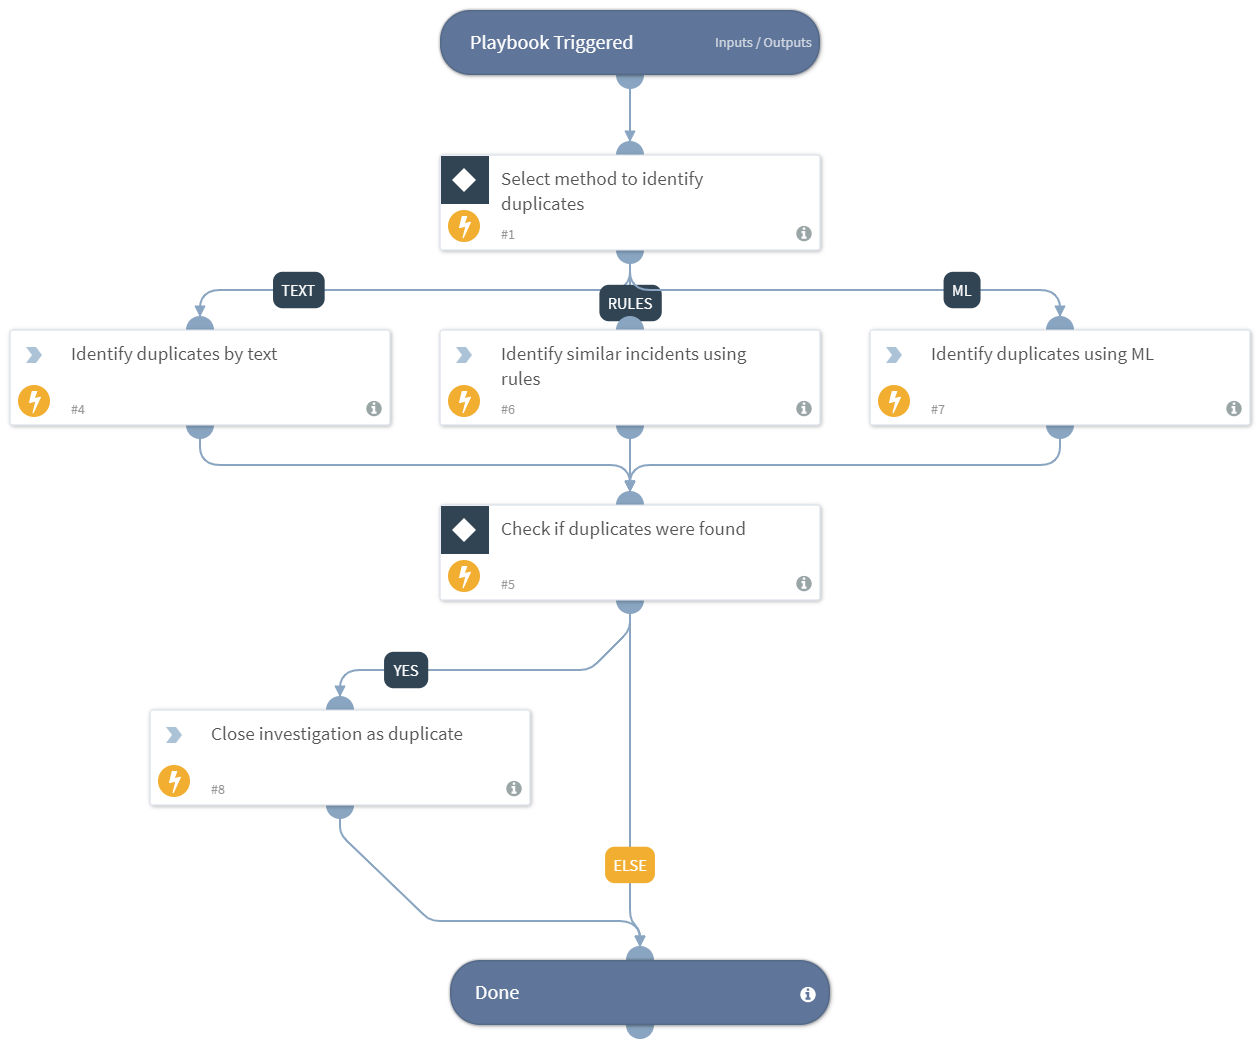 Playbook Triggered
Inputs / Outputs
Select method to identify
duplicates
#1
TEXT
RULES
ML
Identify duplicates by text
#4
Identify similar incidents using
rules
#6
Identify duplicates using ML
#7
Check if duplicates were found
#5
YES
Close investigation as duplicate
#8
ELSE
Done